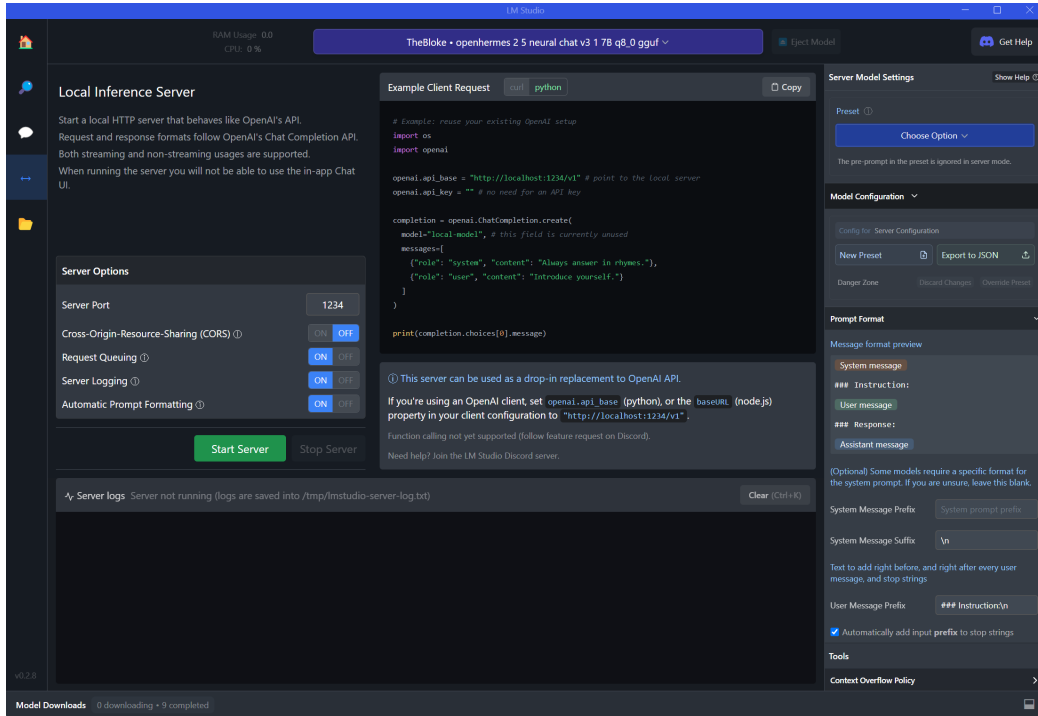 LM Studio
RAM Usage 0.0
CPU: 0 %
TheBloke • openhermes 2 5 neural chat v3 1 7B q8_0 gguf
Eject Model
Get Help
Local Inference Server
Start a local HTTP server that behaves like OpenAI's API.
Request and response formats follow OpenAI's Chat Completion API.
Both streaming and non-streaming usages are supported.
When running the server you will not be able to use the in-app Chat
UI.
Server Options
Server Port 1234
Cross-Origin-Resource-Sharing (CORS) ON OFF
Request Queuing ON OFF
Server Logging ON OFF
Automatic Prompt Formatting ON OFF
Start Server Stop Server
Example Client Request curl python Copy
# Example: reuse your existing OpenAI setup
import os
import openai
openai.api_base = "http://localhost:1234/v1" # point to the local server
openai.api_key = "" # no need for an API key
completion = openai.ChatCompletion.create(
model="local-model", # this field is currently unused
messages=[
{"role": "system", "content": "Always answer in rhymes."},
{"role": "user", "content": "Introduce yourself."}
]
)
print(completion.choices[0].message)
This server can be used as a drop-in replacement to OpenAI API.
If you're using an OpenAI client, set openai.api_base (python), or the baseURL (node.js)
property in your client configuration to "http://localhost:1234/v1".
Function calling not yet supported (follow feature request on Discord).
Need help? Join the LM Studio Discord server.
Server logs Server not running (logs are saved into /tmp/lmstudio-server-log.txt) Clear (Ctrl+K)
Server Model Settings Show Help
Preset
Choose Option
The pre-prompt in the preset is ignored in server mode.
Model Configuration
Config for Server Configuration
New Preset Export to JSON
Danger Zone Discard Changes Override Preset
Prompt Format
Message format preview
System message
### Instruction:
User message
### Response:
Assistant message
(Optional) Some models require a specific format for
the system prompt. If you are unsure, leave this blank.
System Message Prefix System prompt prefix
System Message Suffix \n
Text to add right before, and right after every user
message, and stop strings
User Message Prefix ### Instruction:\n
Automatically add input prefix to stop strings
Tools
Context Overflow Policy
v0.2.8
Model Downloads 0 downloading • 9 completed